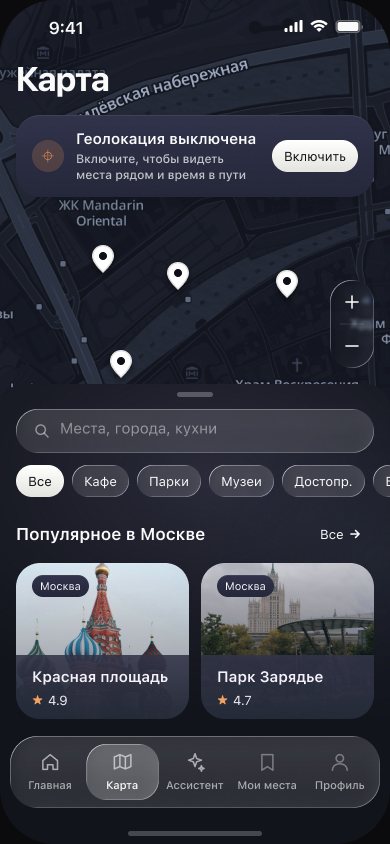 9:41
Карта
лёвская набережная
Геолокация выключена
Включите, чтобы видеть
места рядом и время в пути
Включить
ЖК Mandarin
Oriental
Храм Воскресения
Места, города, кухни
Все
Кафе
Парки
Музеи
Достопр.
Популярное в Москве
Все →
Москва
Москва
Красная площадь
Парк Зарядье
4.9
4.7
Главная
Карта
Ассистент
Мои места
Профиль